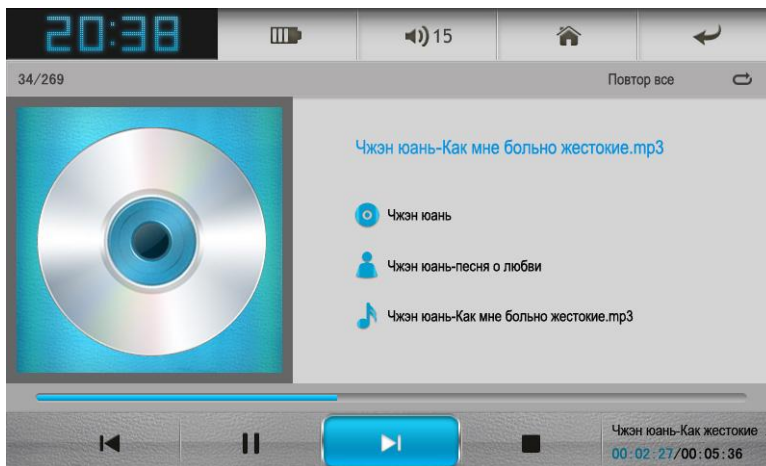 20:38
15
34/269
Повтор все
Чжэн юань-Как мне больно жестокие.mp3
Чжэн юань
Чжэн юань-песня о любви
Чжэн юань-Как мне больно жестокие.mp3
Чжэн юань-Как жестокие
00:02:27/00:05:36